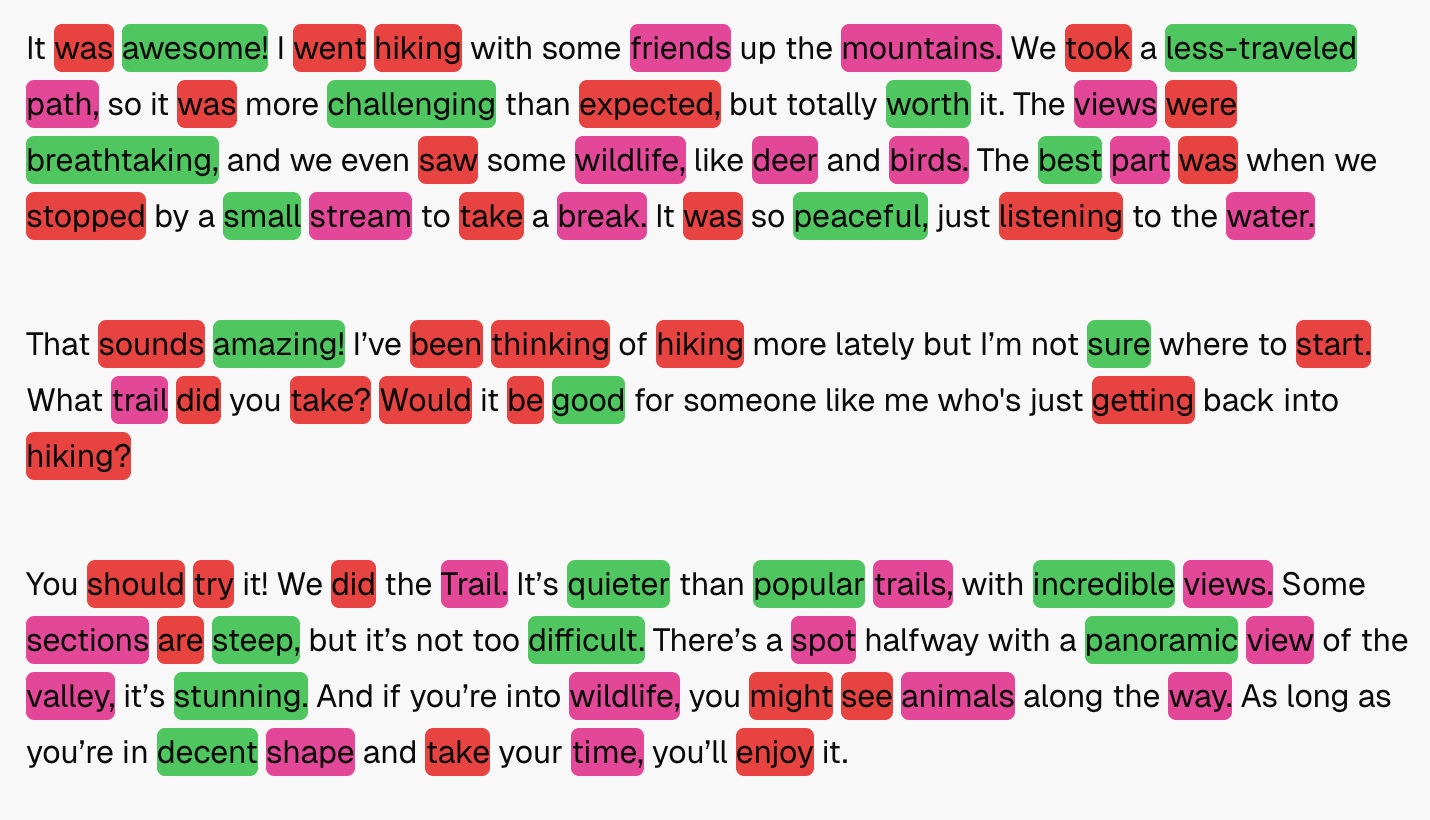 It was awesome! I went hiking with some friends up the mountains. We took a less-traveled
path, so it was more challenging than expected, but totally worth it. The views were
breathtaking, and we even saw some wildlife, like deer and birds. The best part was when we
stopped by a small stream to take a break. It was so peaceful, just listening to the water.
That sounds amazing! I’ve been thinking of hiking more lately but I’m not sure where to start.
What trail did you take? Would it be good for someone like me who's just getting back into
hiking?
You should try it! We did the Trail. It’s quieter than popular trails, with incredible views. Some
sections are steep, but it’s not too difficult. There’s a spot halfway with a panoramic view of the
valley, it’s stunning. And if you’re into wildlife, you might see animals along the way. As long as
you’re in decent shape and take your time, you’ll enjoy it.